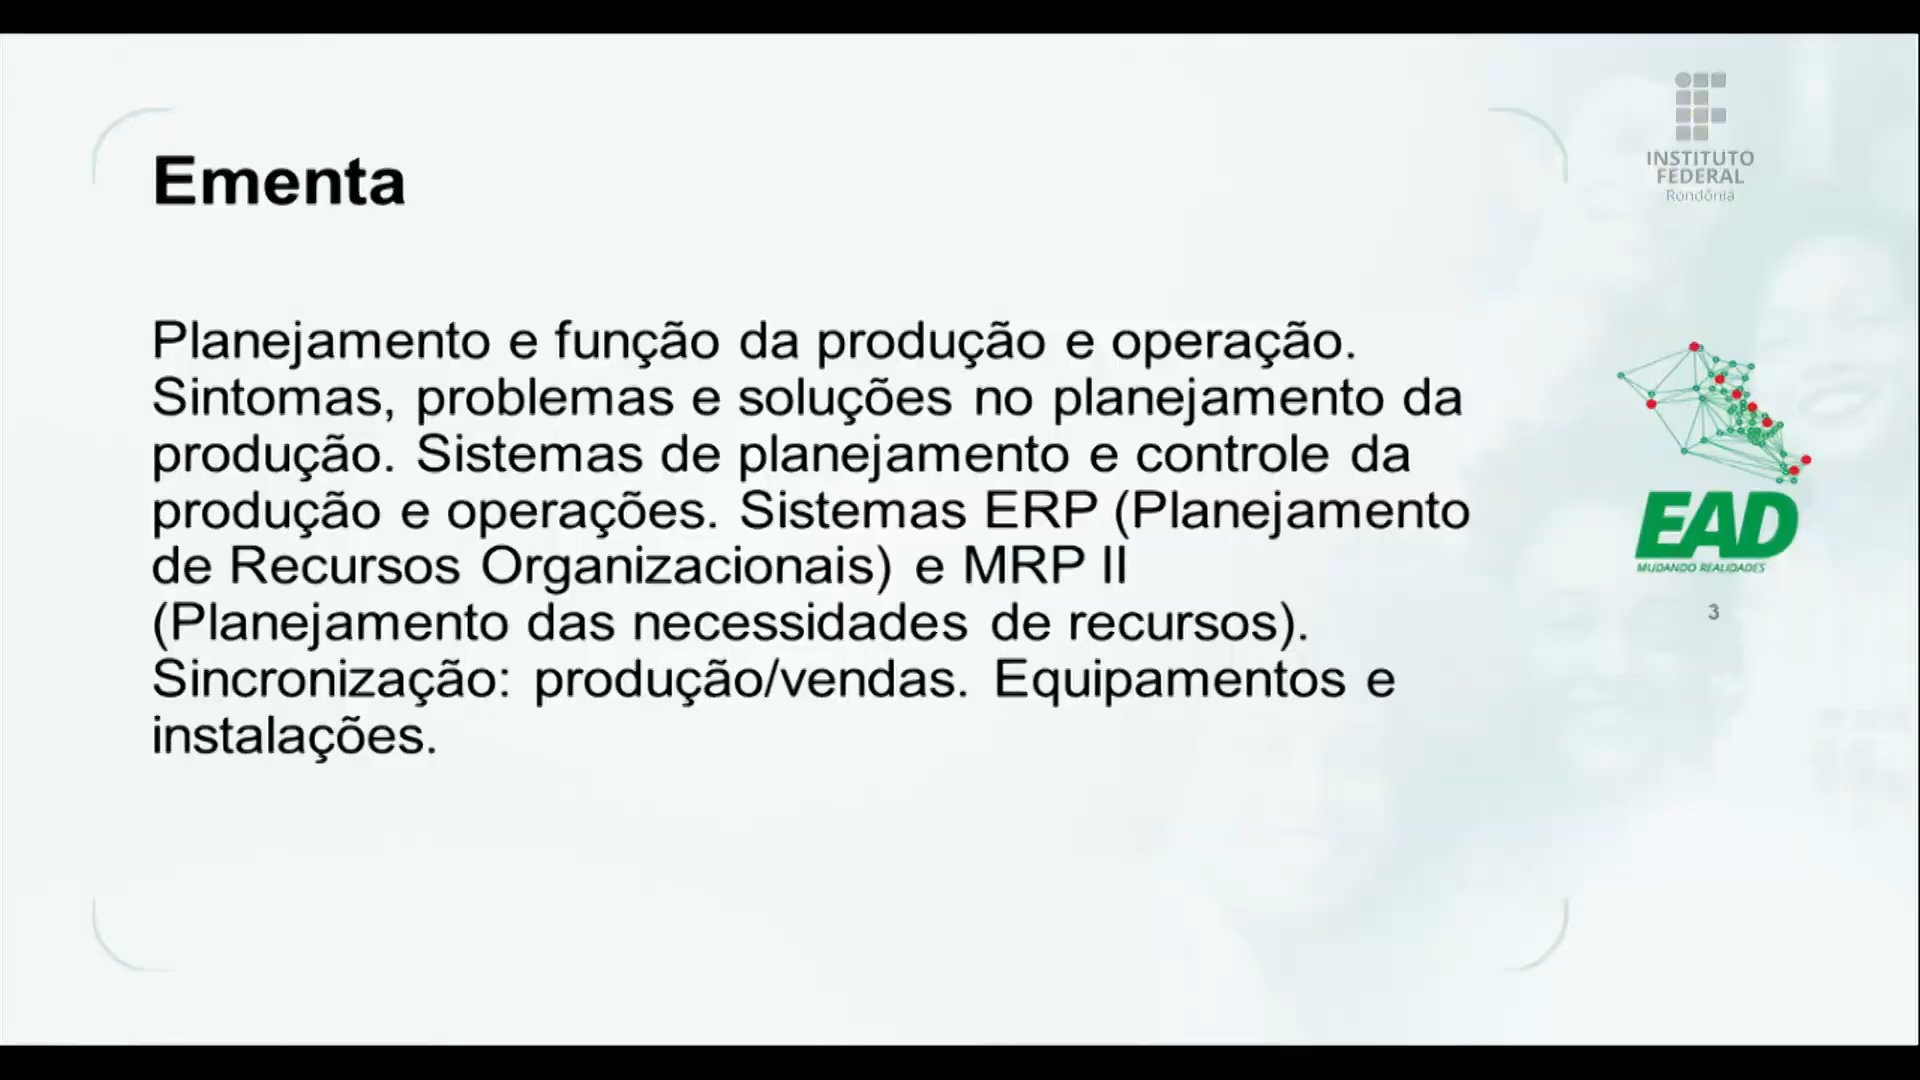 Ementa
Planejamento e função da produção e operação.
Sintomas, problemas e soluções no planejamento da
produção. Sistemas de planejamento e controle da
produção e operações. Sistemas ERP (Planejamento
de Recursos Organizacionais) e MRP II
(Planejamento das necessidades de recursos).
Sincronização: produção/vendas. Equipamentos e
instalações.
INSTITUTO
FEDERAL
Rondônia
EAD
MUDANDO REALIDADES
3